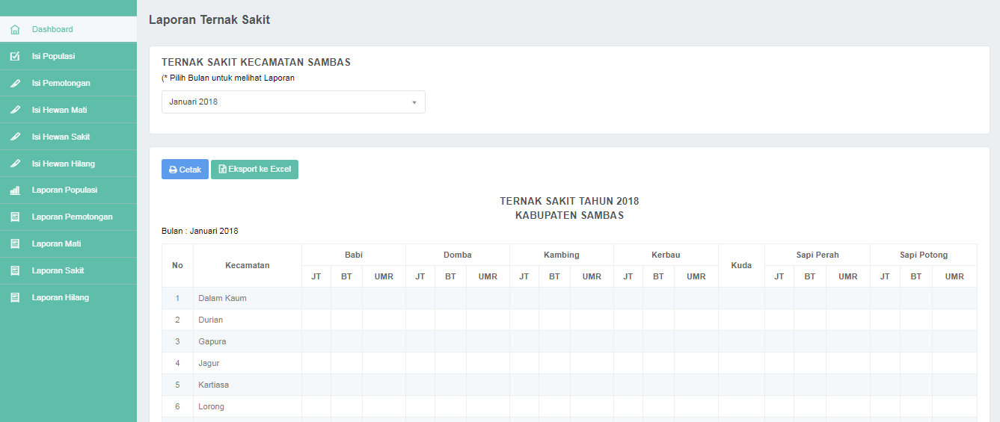 Dashboard
Isi Populasi
Isi Pemotongan
Isi Hewan Mati
Isi Hewan Sakit
Isi Hewan Hilang
Laporan Populasi
Laporan Pemotongan
Laporan Mati
Laporan Sakit
Laporan Hilang
Laporan Ternak Sakit
TERNAK SAKIT KECAMATAN SAMBAS
(* Pilih Bulan untuk melihat Laporan
Januari 2018
Cetak Eksport ke Excel
TERNAK SAKIT TAHUN 2018
KABUPATEN SAMBAS
Bulan : Januari 2018
No Kecamatan Babi Domba Kambing Kerbau Kuda Sapi Perah Sapi Potong
JT BT UMR JT BT UMR JT BT UMR JT BT UMR JT BT UMR JT BT UMR
1 Dalam Kaum
2 Durian
3 Gapura
4 Jagur
5 Kartiasa
6 Lorong